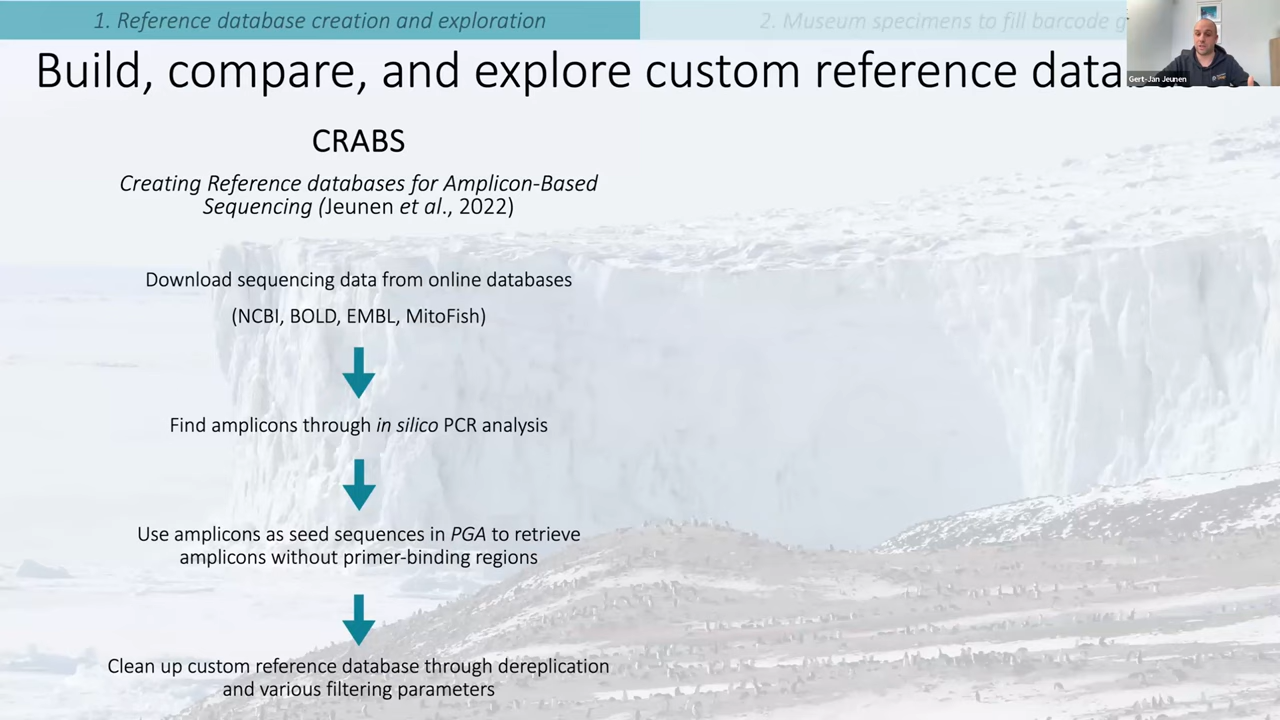 1. Reference database creation and exploration
2. Museum specimens to fill barcode
Build, compare, and explore custom reference
Gert-Jan Jeunen
CRABS
Creating Reference databases for Amplicon-Based
Sequencing (Jeunen et al., 2022)
Download sequencing data from online databases
(NCBI, BOLD, EMBL, MitoFish)
Find amplicons through in silico PCR analysis
Use amplicons as seed sequences in PGA to retrieve
amplicons without primer-binding regions
Clean up custom reference database through dereplication
and various filtering parameters